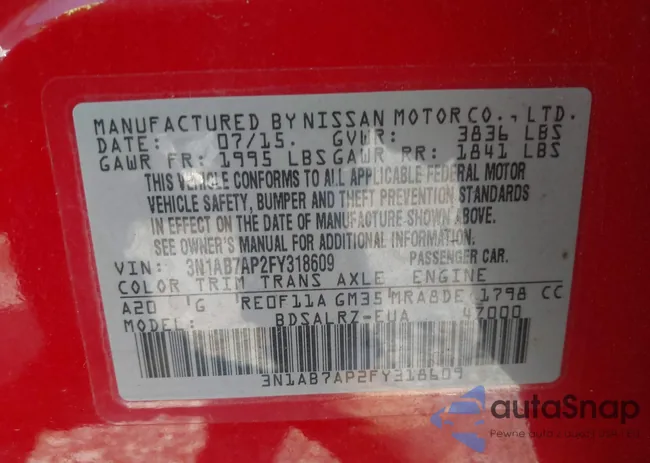 MANUFACTURED BY NISSAN MOTOR CO., LTD.
DATE: 07/15. GVWR: 3836 LBS
GAWR FR: 1995 LBS GAWR RR: 1841 LBS
THIS VEHICLE CONFORMS TO ALL APPLICABLE FEDERAL MOTOR
VEHICLE SAFETY, BUMPER AND THEFT PREVENTION STANDARDS
IN EFFECT ON THE DATE OF MANUFACTURE SHOWN ABOVE.
SEE OWNER'S MANUAL FOR ADDITIONAL INFORMATION.
VIN: 3N1AB7AP2FY318609 PASSENGER CAR.
COLOR TRIM TRANS AXLE ENGINE
A20 G RE0F11A GM35 MRA8DE 1798 CC
MODEL: BDSALRZ-EUA 47000
3N1AB7AP2FY318609
autoSnap
Pewne auto z